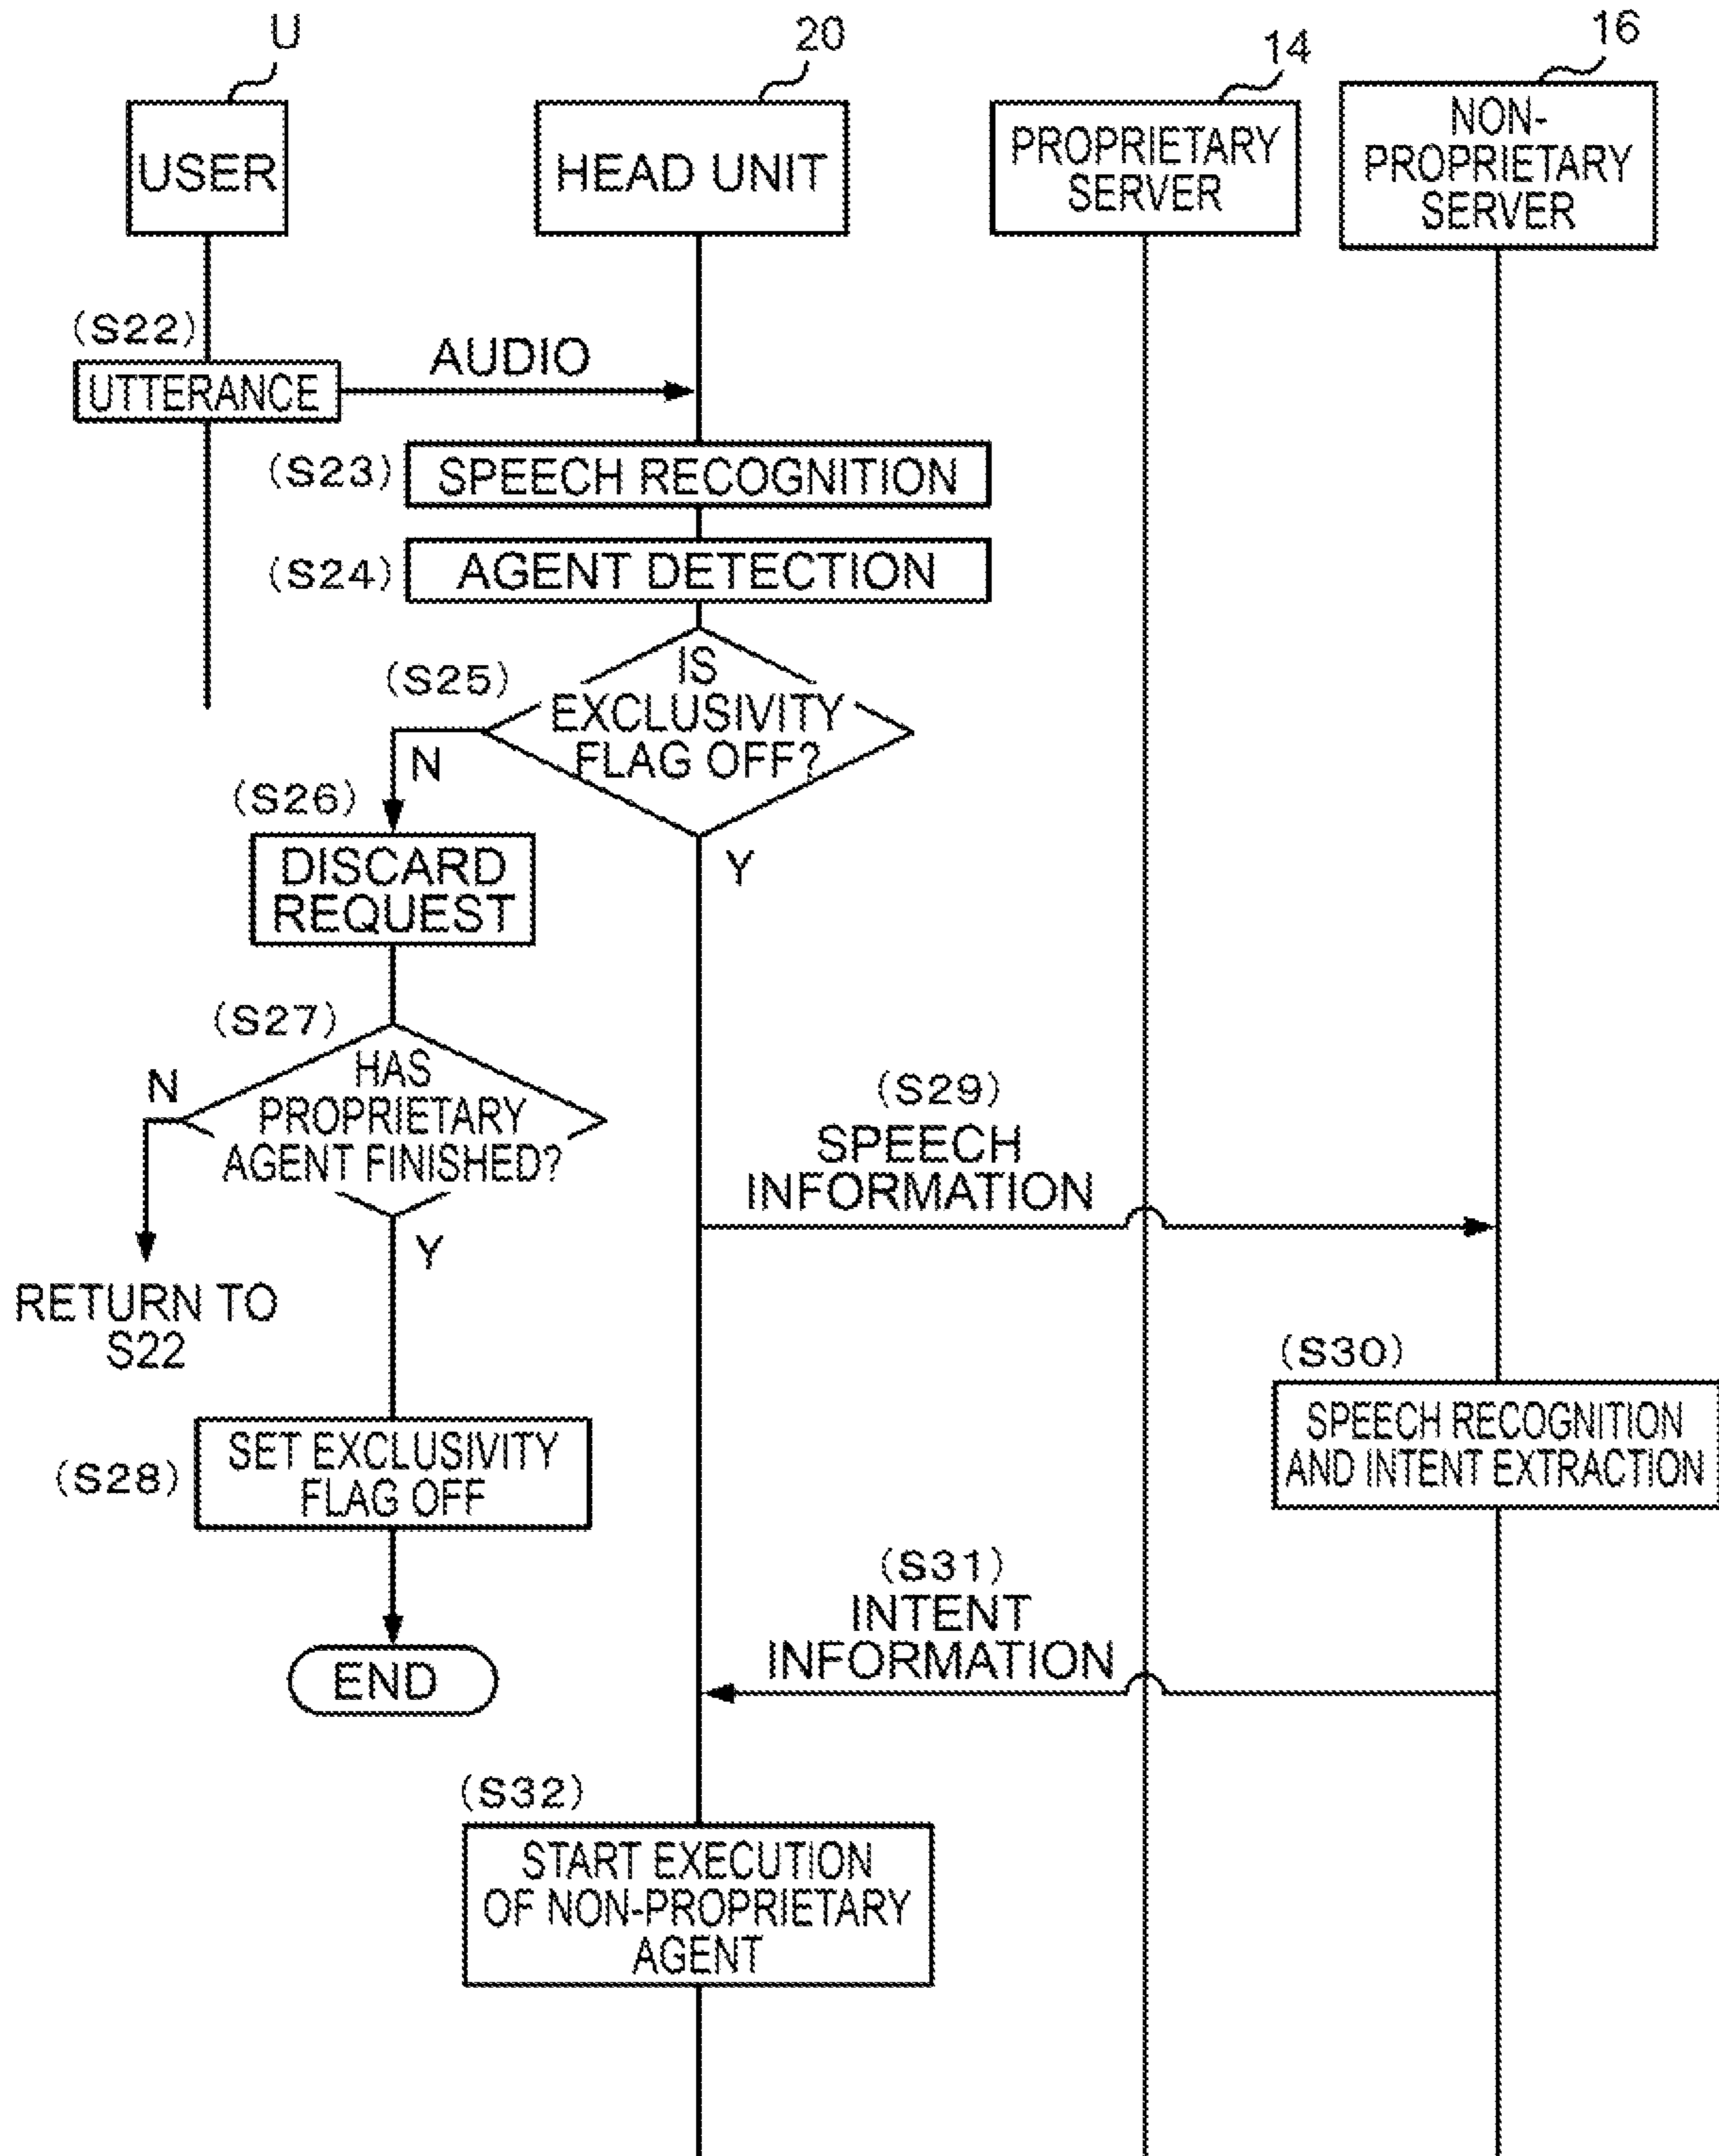 U
20
14
16
USER
HEAD UNIT
PROPRIETARY
SERVER
NON-
PROPRIETARY
SERVER
(S22)
UTTERANCE
AUDIO
(S23)
SPEECH RECOGNITION
(S24)
AGENT DETECTION
(S25)
IS
EXCLUSIVITY
FLAG OFF?
N
Y
(S26)
DISCARD
REQUEST
(S27)
HAS
PROPRIETARY
AGENT FINISHED?
N
Y
RETURN TO
S22
(S28)
SET EXCLUSIVITY
FLAG OFF
END
(S29)
SPEECH
INFORMATION
(S30)
SPEECH RECOGNITION
AND INTENT EXTRACTION
(S31)
INTENT
INFORMATION
(S32)
START EXECUTION
OF NON-PROPRIETARY
AGENT